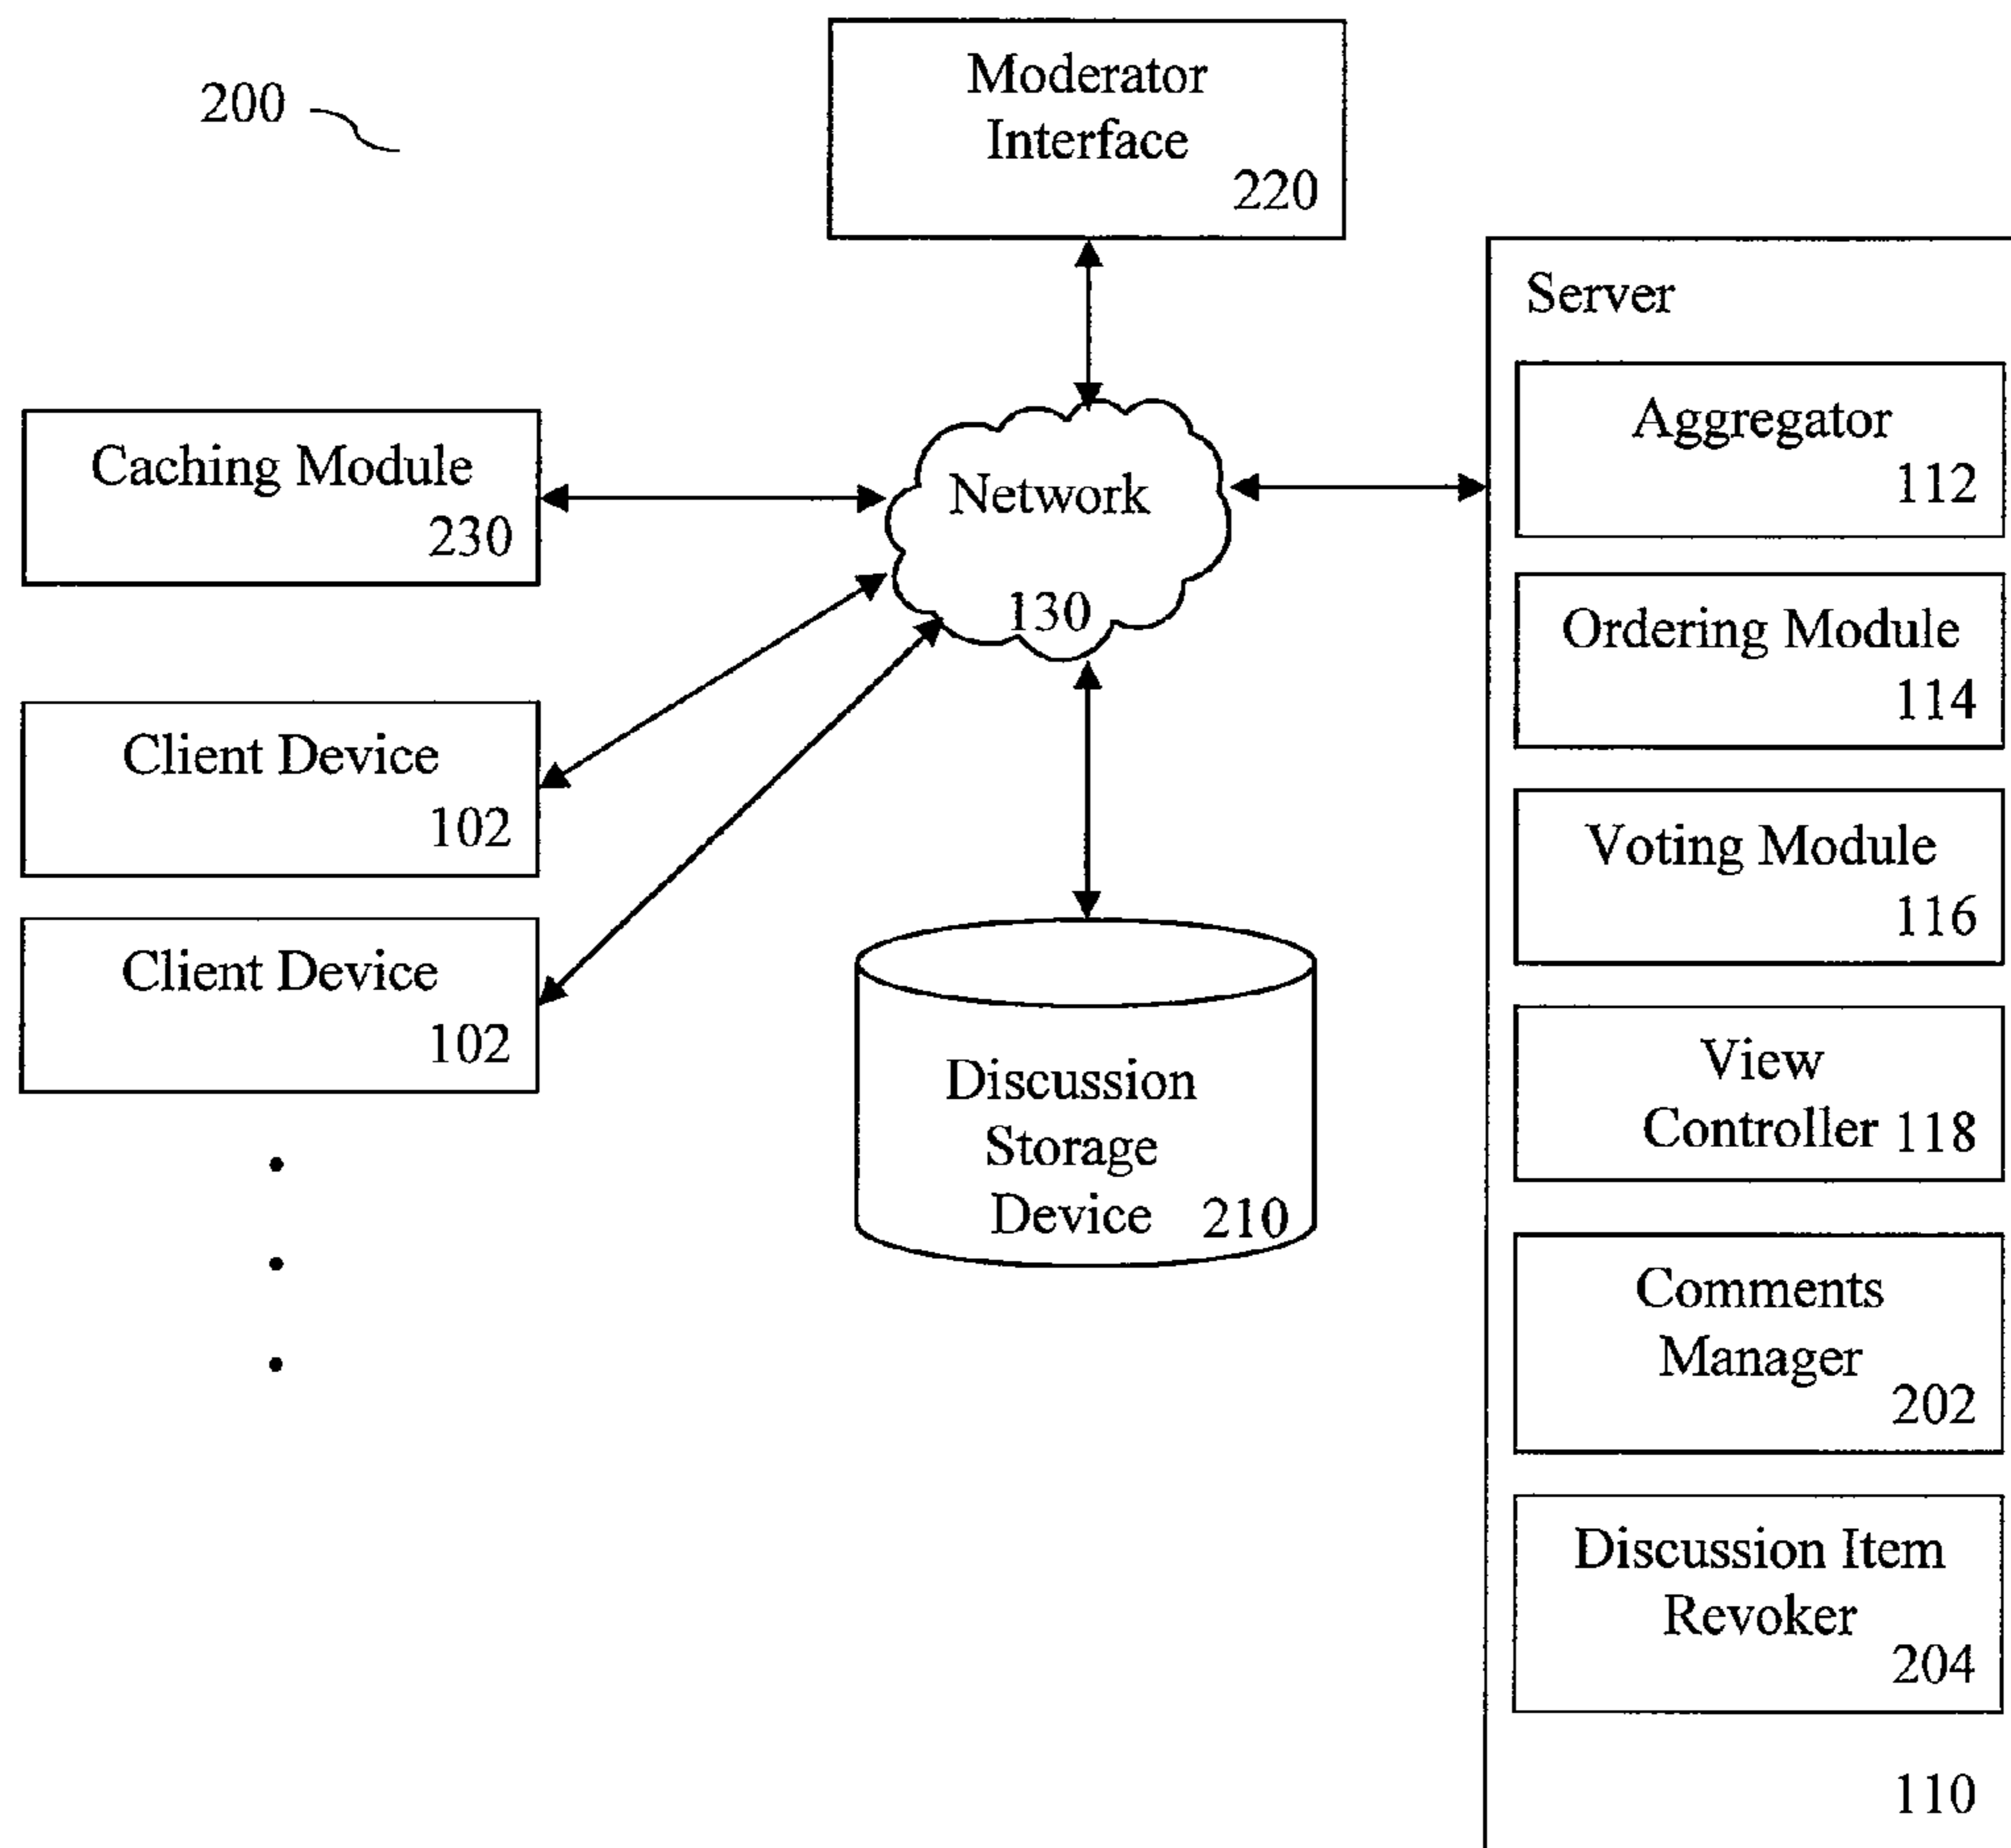 200
Moderator
Interface
220
Caching Module
230
Client Device
102
Client Device
102
Network
130
Discussion
Storage
Device 210
Server
Aggregator
112
Ordering Module
114
Voting Module
116
View
Controller 118
Comments
Manager
202
Discussion Item
Revoker
204
110